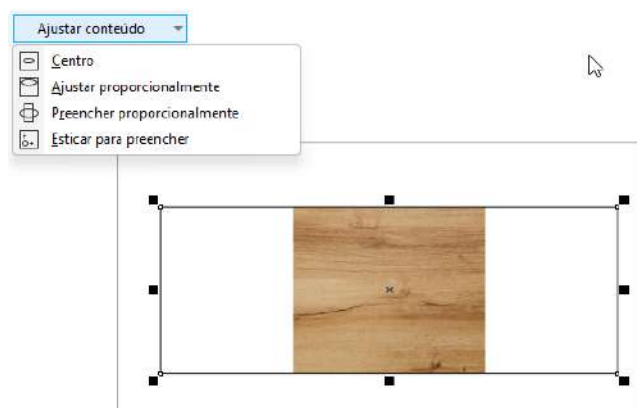 Ajustar conteúdo
Centro
Ajustar proporcionalmente
Preencher proporcionalmente
Esticar para preencher